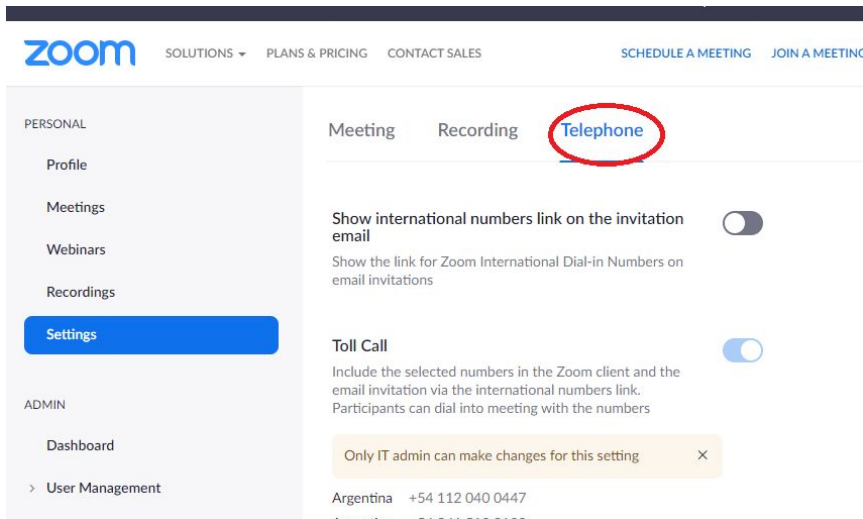 zoom
SOLUTIONS
PLANS & PRICING
CONTACT SALES
SCHEDULE A MEETING
JOIN A MEETING
PERSONAL
Profile
Meetings
Webinars
Recordings
Settings
ADMIN
Dashboard
User Management
Meeting
Recording
Telephone
Show international numbers link on the invitation
email
Show the link for Zoom International Dial-in Numbers on
email invitations
Toll Call
Include the selected numbers in the Zoom client and the
email invitation via the international numbers link.
Participants can dial into meeting with the numbers
Only IT admin can make changes for this setting
Argentina +54 112 040 0447